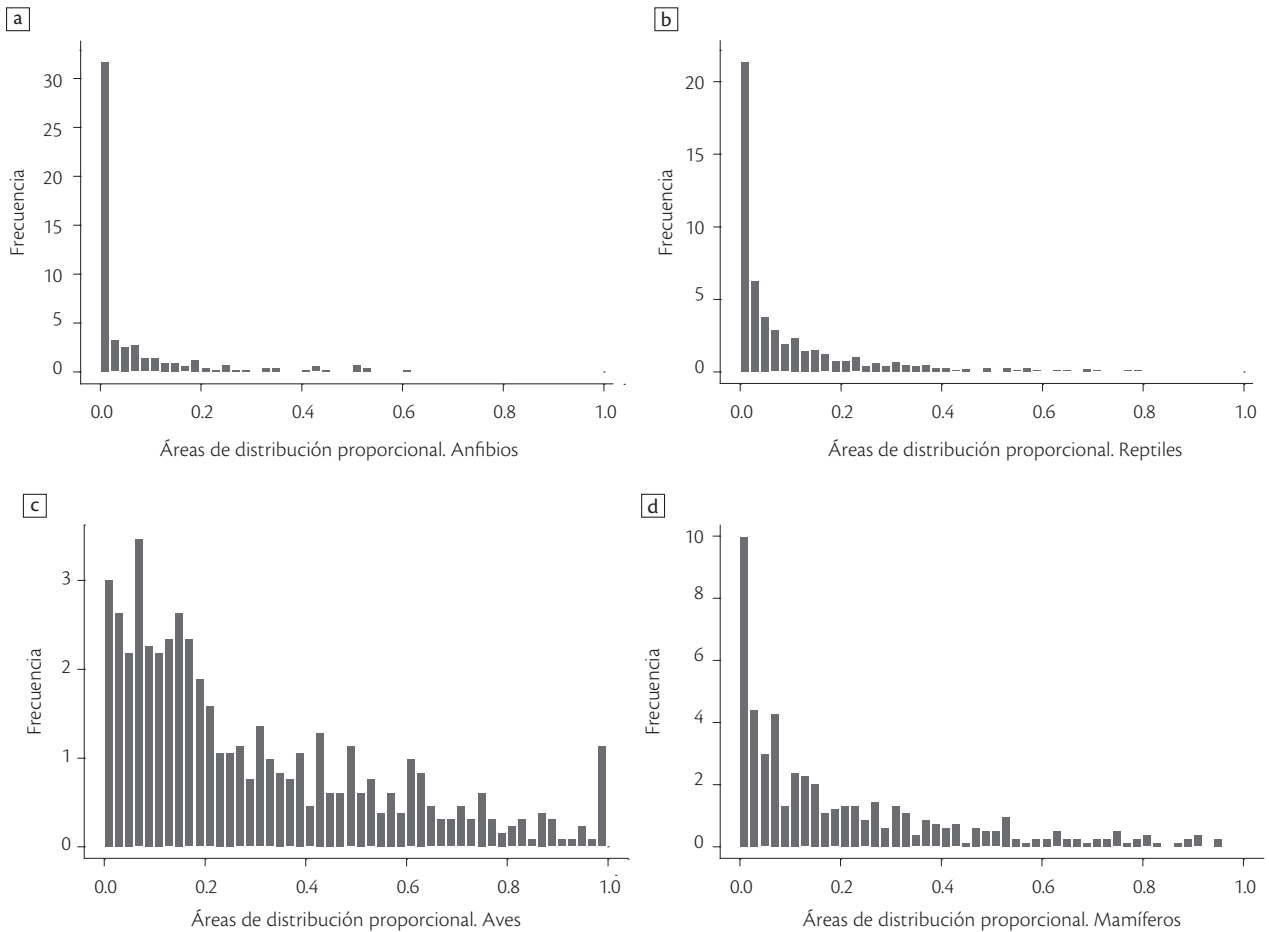 a
Frecuencia
30
25
20
15
10
5
0
0.0 0.2 0.4 0.6 0.8 1.0
Áreas de distribución proporcional. Anfibios
b
Frecuencia
20
15
10
5
0
0.0 0.2 0.4 0.6 0.8 1.0
Áreas de distribución proporcional. Reptiles
c
Frecuencia
3
2
1
0
0.0 0.2 0.4 0.6 0.8 1.0
Áreas de distribución proporcional. Aves
d
Frecuencia
10
8
6
4
2
0
0.0 0.2 0.4 0.6 0.8 1.0
Áreas de distribución proporcional. Mamíferos